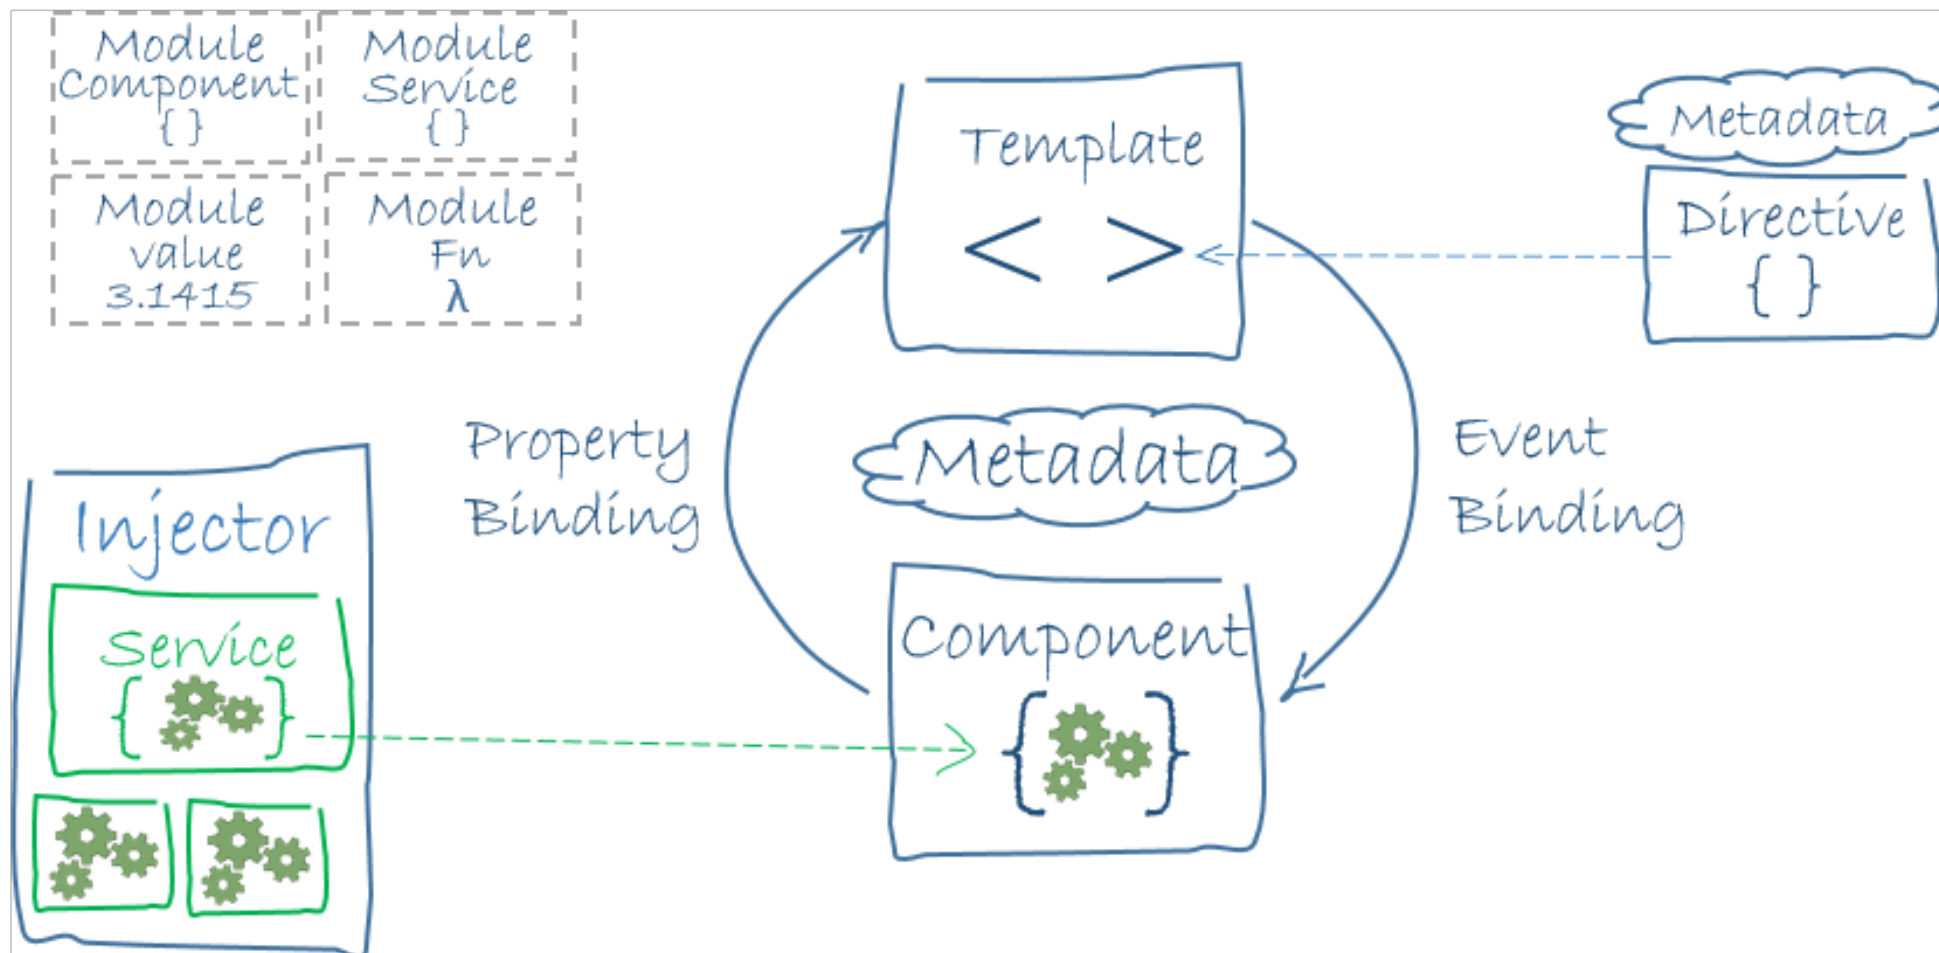 Module
Component
{ }
Module
Service
{ }
Module
value
3.1415
Module
Fn
λ
Template
< >
Metadata
Directive
{ }
Property
Binding
Metadata
Event
Binding
Injector
Service
{ }
Component
{ }